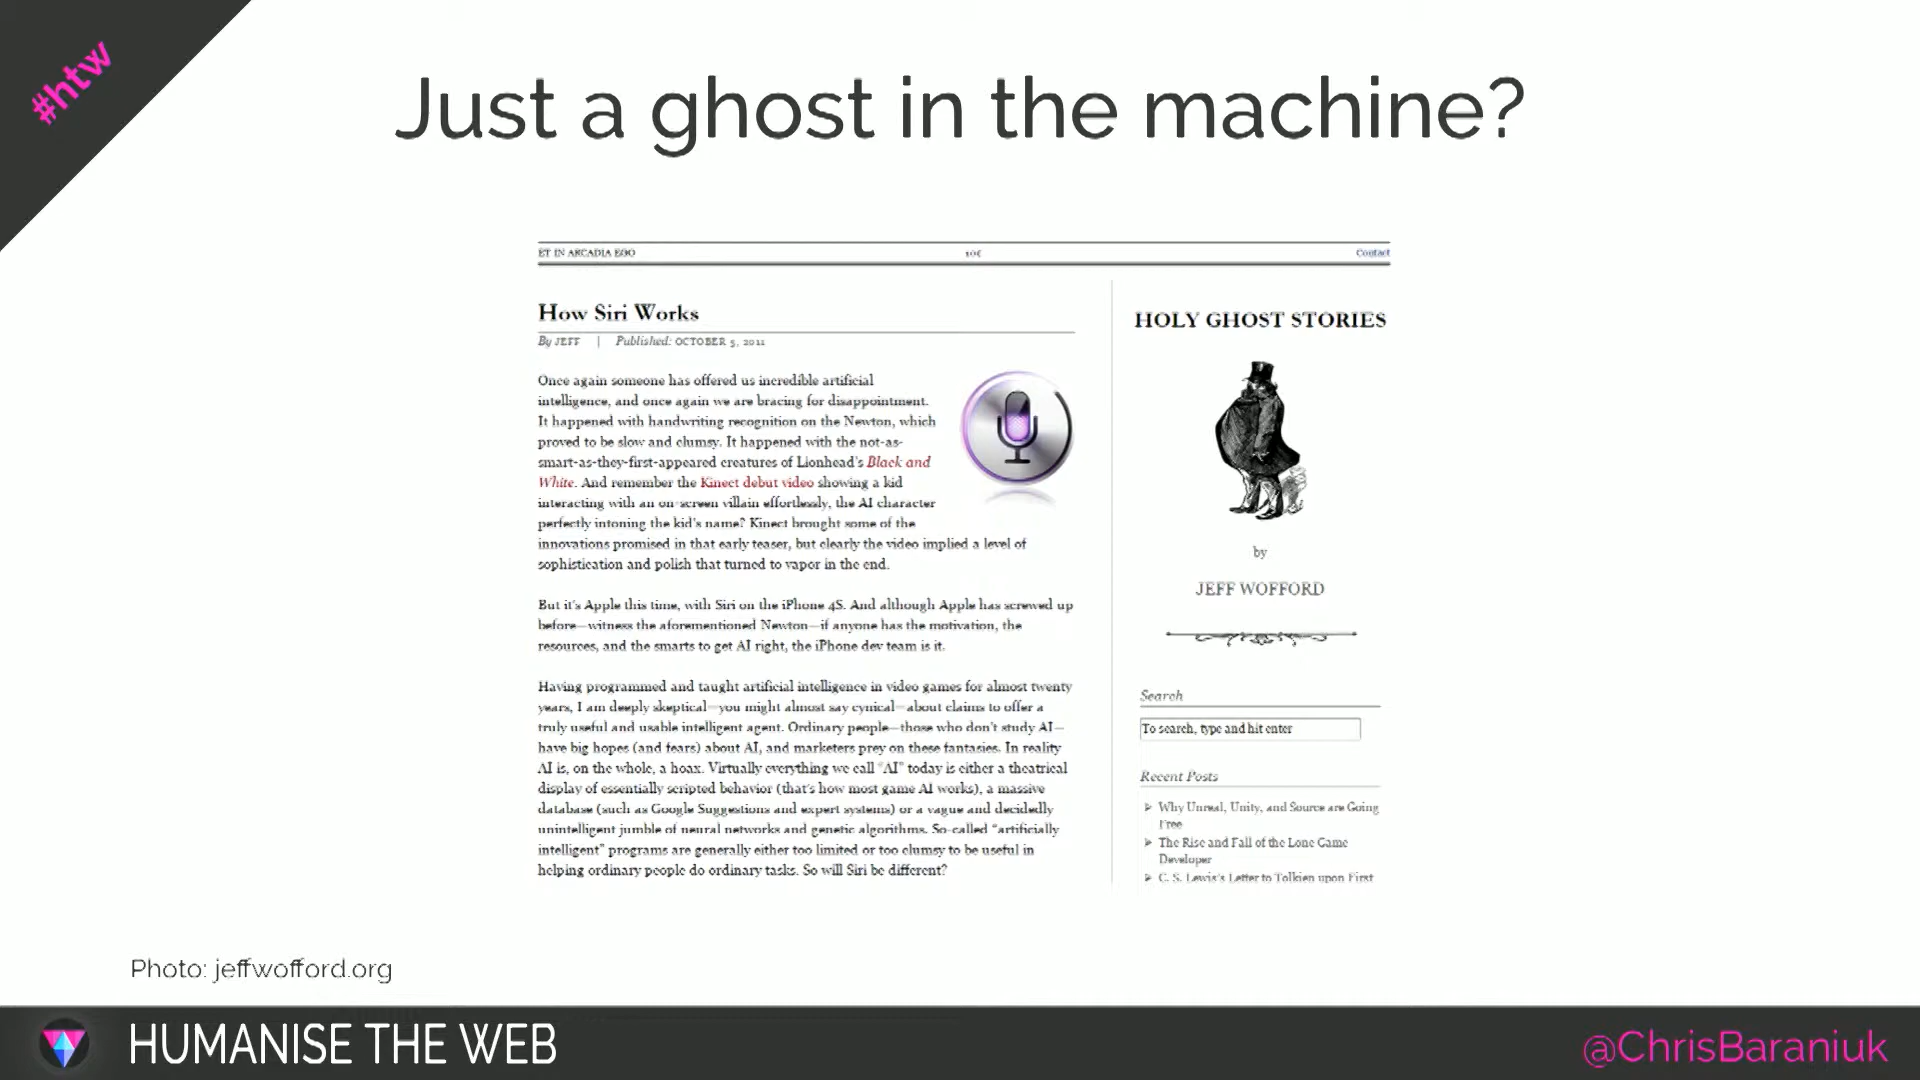 #htw
Just a ghost in the machine?
ET IN ARCADIA EGO
Contact
How Siri Works
By JEFF | Published: OCTOBER 5, 2011
Once again someone has offered us incredible artificial
intelligence, and once again we are bracing for disappointment.
It happened with handwriting recognition on the Newton, which
proved to be slow and clumsy. It happened with the not-as-
smart-as-they-first-appeared creatures of Lionhead's Black and
White. And remember the Kinect debut video showing a kid
interacting with an on-screen villain effortlessly, the AI character
perfectly intoning the kid's name? Kinect brought some of the
innovations promised in that early teaser, but clearly the video implied a level of
sophistication and polish that turned to vapor in the end.
But it's Apple this time, with Siri on the iPhone 4S. And although Apple has screwed up
before—witness the aforementioned Newton—if anyone has the motivation, the
resources, and the smarts to get AI right, the iPhone dev team is it.
Having programmed and taught artificial intelligence in video games for almost twenty
years, I am deeply skeptical—you might almost say cynical—about claims to offer a
truly useful and usable intelligent agent. Ordinary people—those who don't study AI—
have big hopes (and fears) about AI, and marketers prey on these fantasies. In reality
AI is, on the whole, a hoax. Virtually everything we call "AI" today is either a theatrical
display of essentially scripted behavior (that's how most game AI works), a massive
database (such as Google Suggestions and expert systems) or a vague and decidedly
unintelligent jumble of neural networks and genetic algorithms. So-called "artificially
intelligent" programs are generally either too limited or too clumsy to be useful in
helping ordinary people do ordinary tasks. So will Siri be different?
HOLY GHOST STORIES
by
JEFF WOFFORD
Search
To search, type and hit enter
Recent Posts
Why Unreal, Unity, and Source are Going
Free
The Rise and Fall of the Lone Game
Developer
C. S. Lewis's Letter to Tolkien upon First
Photo: jeffwofford.org
HUMANISE THE WEB
@ChrisBaraniuk